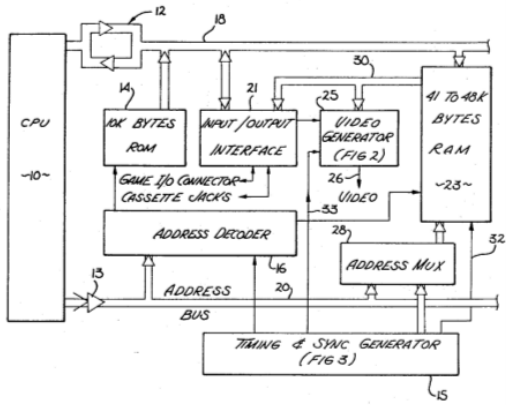 12
18
CPU
~10~
14
10K BYTES
ROM
21
INPUT/OUTPUT
INTERFACE
30
25
VIDEO
GENERATOR
(FIG 2)
41 TO 48K
BYTES
RAM
~23~
GAME I/O CONNECTOR
CASSETTE JACKS
26
VIDEO
33
32
ADDRESS DECODER
16
28
ADDRESS MUX
13
ADDRESS
BUS
20
TIMING & SYNC GENERATOR
(FIG 3)
15